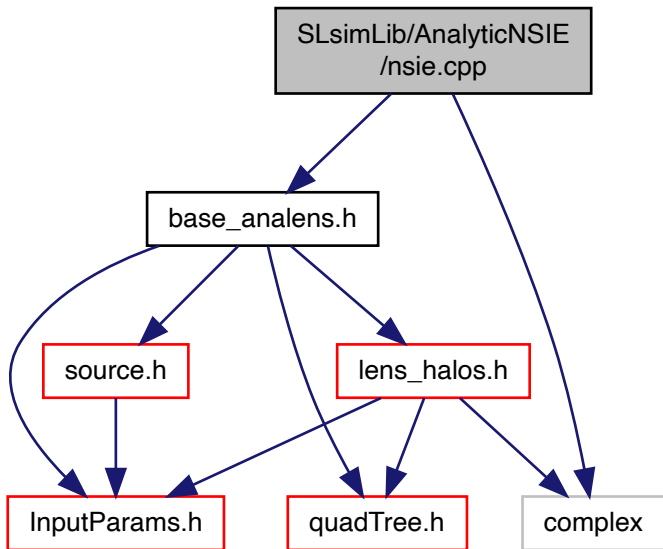 SLsimLib/AnalyticNSIE
/nsie.cpp
base_analens.h
source.h
lens_halos.h
InputParams.h
quadTree.h
complex